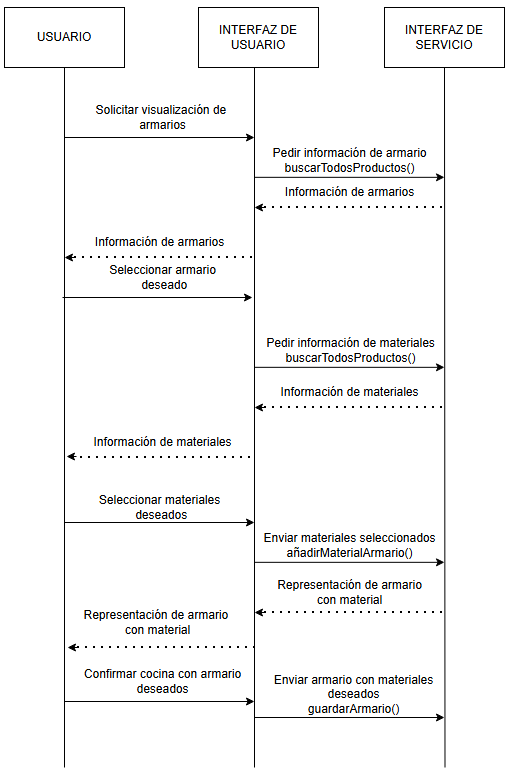 USUARIO
INTERFAZ DE
USUARIO
INTERFAZ DE
SERVICIO
Solicitar visualización de
armarios
Pedir información de armario
buscarTodosProductos()
Información de armarios
Información de armarios
Seleccionar armario
deseado
Pedir información de materiales
buscarTodosProductos()
Información de materiales
Información de materiales
Seleccionar materiales
deseados
Enviar materiales seleccionados
añadirMaterialArmario()
Representación de armario
con material
Representación de armario
con material
Confirmar cocina con armario
deseados
Enviar armario con materiales
deseados
guardarArmario()